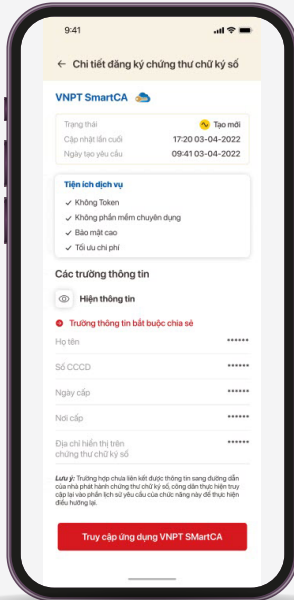 9:41
← Chi tiết đăng ký chứng thư chữ ký số
VNPT SmartCA
Trạng thái Tạo mới
Cập nhật lần cuối 17:20 03-04-2022
Ngày tạo yêu cầu 09:41 03-04-2022
Tiện ích dịch vụ
✓ Không Token
✓ Không phần mềm chuyên dụng
✓ Bảo mật cao
✓ Tối ưu chi phí
Các trường thông tin
Hiện thông tin
Trường thông tin bắt buộc chia sẻ
Họ tên ******
Số CCCD ******
Ngày cấp ******
Nơi cấp ******
Địa chỉ hiển thị trên ******
chứng thư chữ ký số
Lưu ý: Trường hợp chưa liên kết được thông tin sang đường dẫn
của nhà phát hành chứng thư chữ ký số, công dân thực hiện truy
cập lại vào phần lịch sử yêu cầu của chức năng này để thực hiện
điều hướng lại.
Truy cập ứng dụng VNPT SMartCA